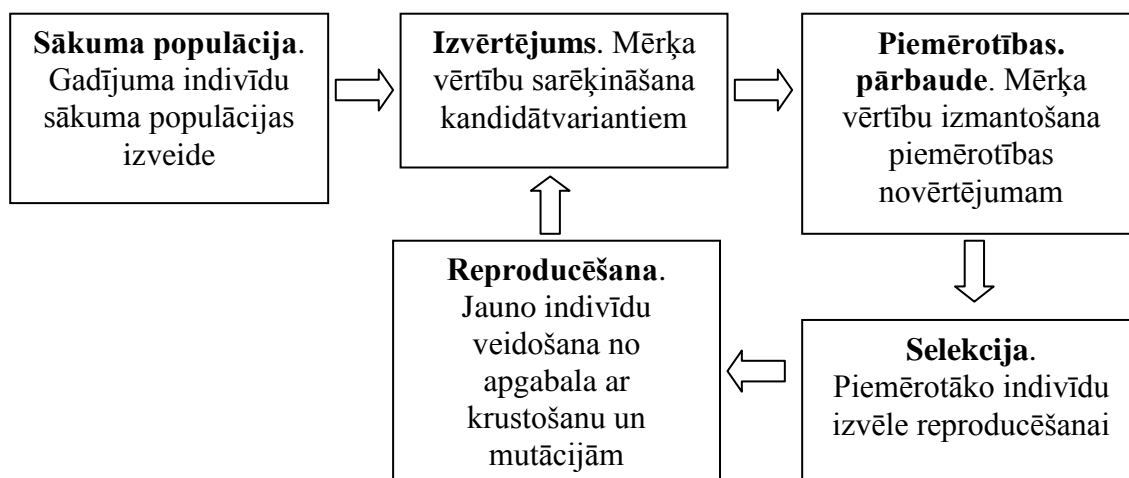 Sākuma populācija.
Gadījuma indivīdu
sākuma populācijas
izveide
Izvērtējums. Mērķa
vērtību sarēķināšana
kandidātvariantiem
Piemērotības.
pārbaude. Mērķa
vērtību izmantošana
piemērotības
novērtējumam
Selekcija.
Piemērotāko indivīdu
izvēle reproducēšanai
Reproducēšana.
Jauno indivīdu
veidošana no
apgabala ar
krustošanu un
mutācijām